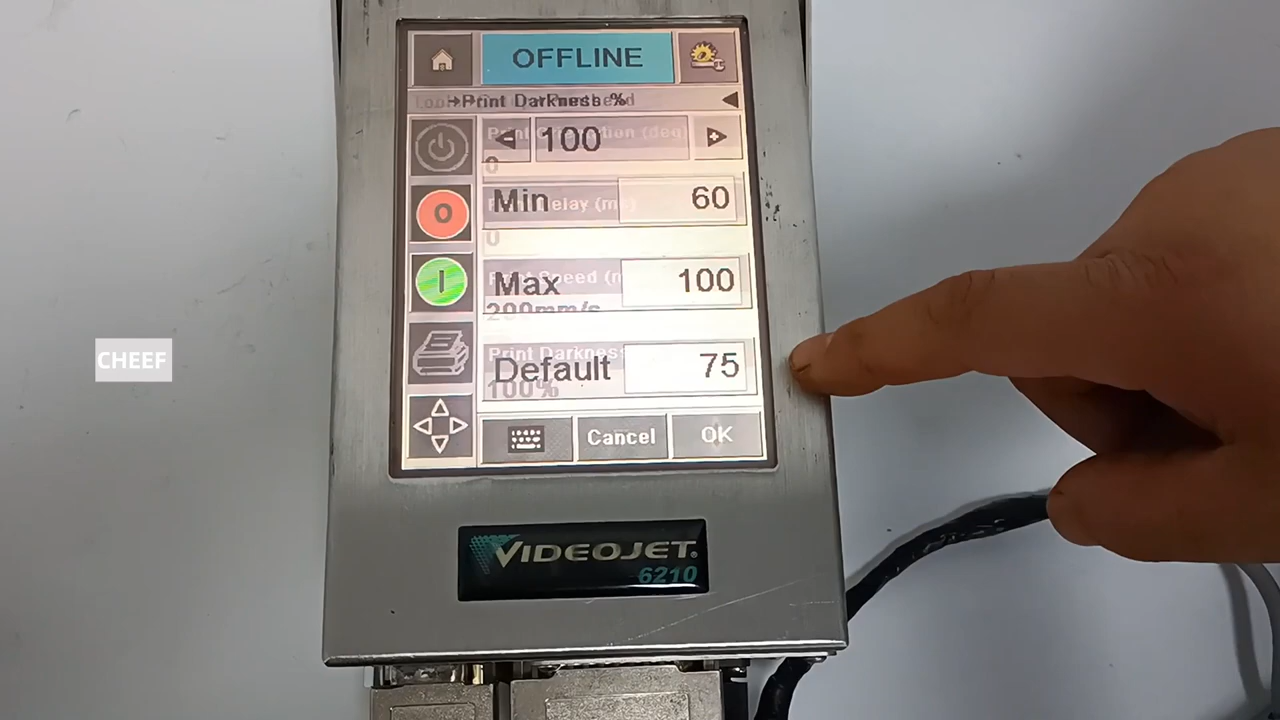 OFFLINE
Print Darkness %
100
Min 60
Max 100
Default 75
Cancel OK
VIDEOJET
6210
CHEEF